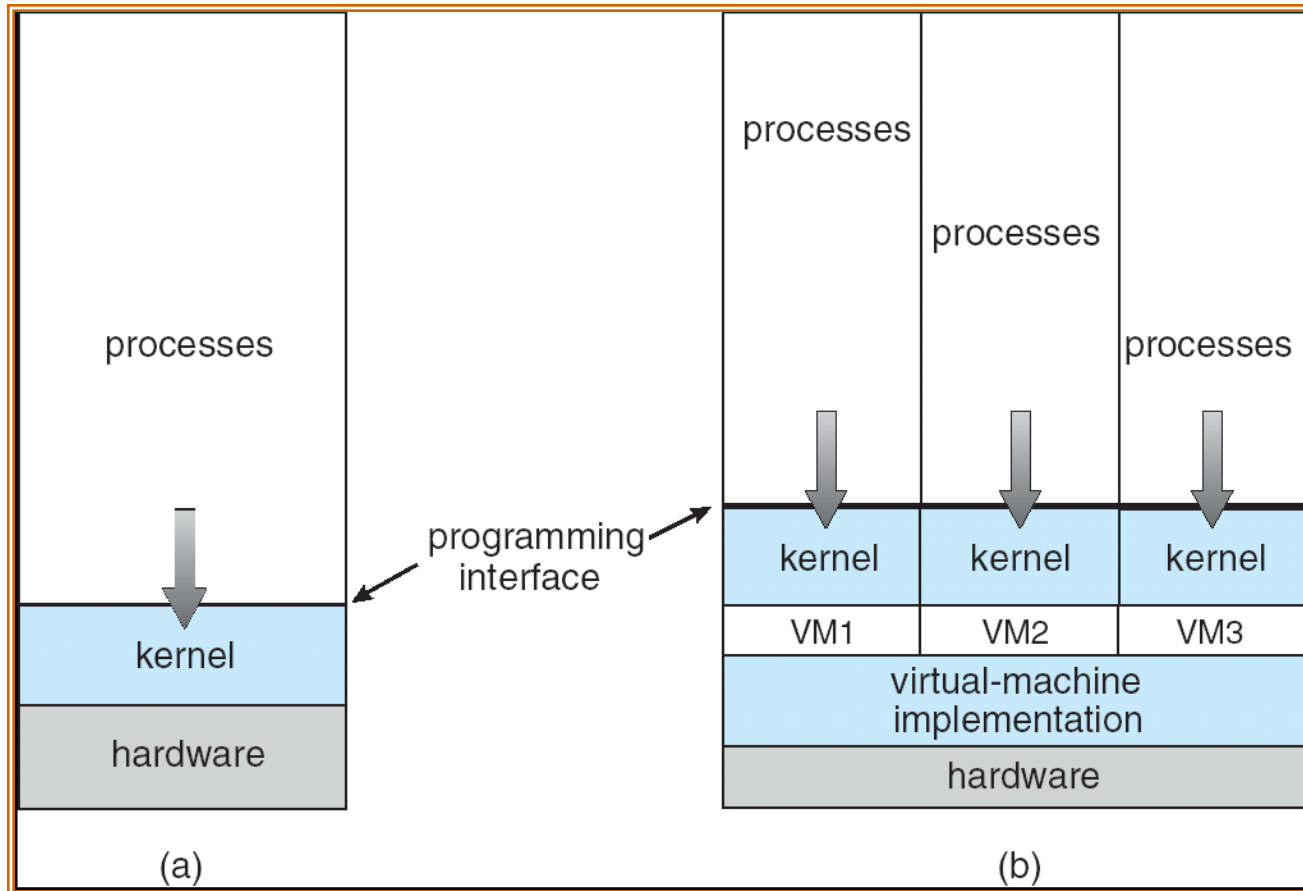 processes
kernel
hardware
(a)
programming
interface
processes
processes
processes
kernel
kernel
kernel
VM1
VM2
VM3
virtual-machine
implementation
hardware
(b)